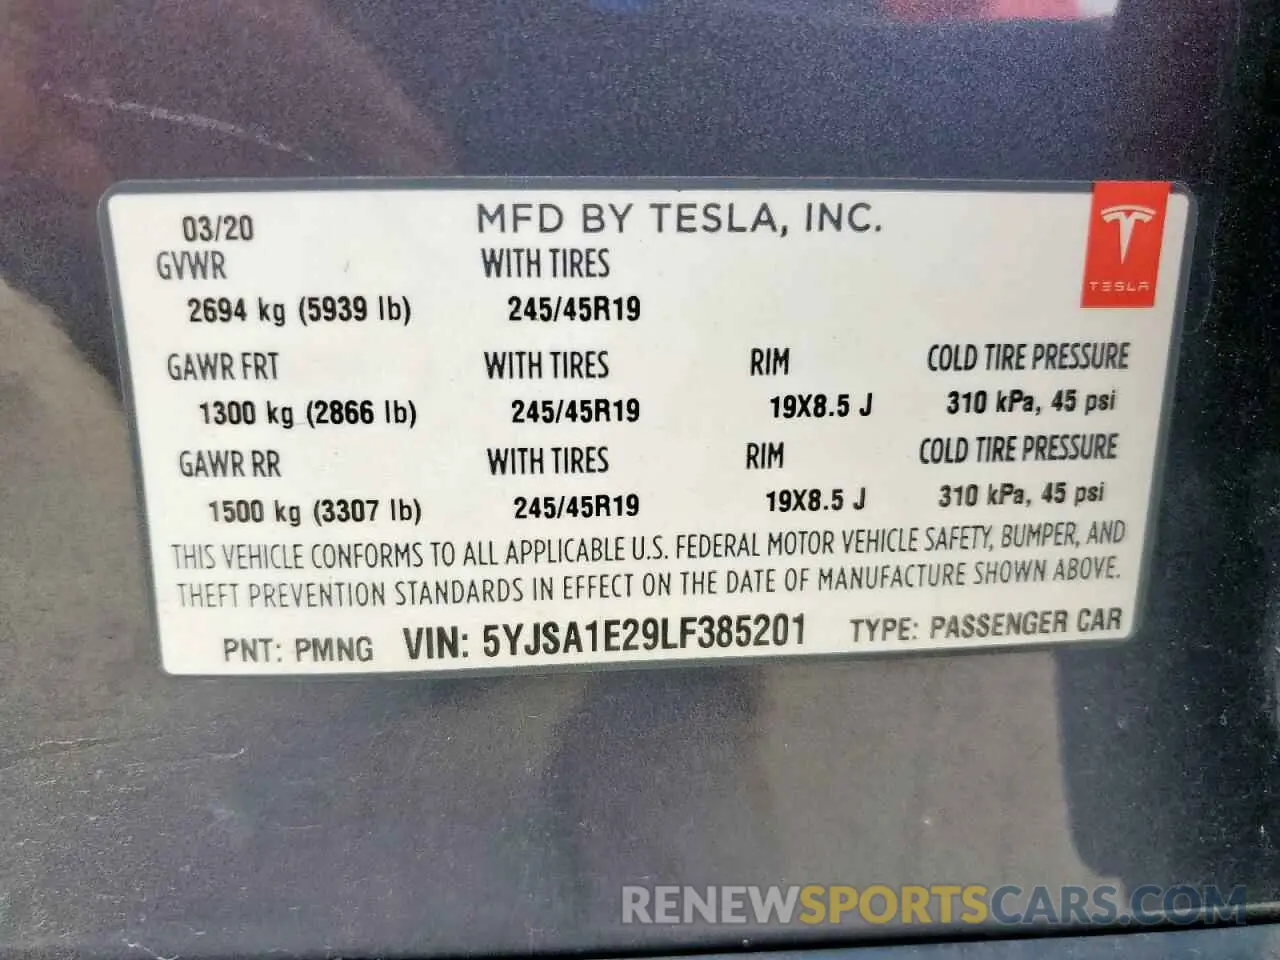 03/20 MFD BY TESLA, INC.
TESLA
GVWR WITH TIRES
2694 kg (5939 lb) 245/45R19
GAWR FRT WITH TIRES RIM COLD TIRE PRESSURE
1300 kg (2866 lb) 245/45R19 19X8.5 J 310 kPa, 45 psi
GAWR RR WITH TIRES RIM COLD TIRE PRESSURE
1500 kg (3307 lb) 245/45R19 19X8.5 J 310 kPa, 45 psi
THIS VEHICLE CONFORMS TO ALL APPLICABLE U.S. FEDERAL MOTOR VEHICLE SAFETY, BUMPER, AND
THEFT PREVENTION STANDARDS IN EFFECT ON THE DATE OF MANUFACTURE SHOWN ABOVE.
PNT: PMNG VIN: 5YJSA1E29LF385201 TYPE: PASSENGER CAR
RENEWSPORTSCARS.COM